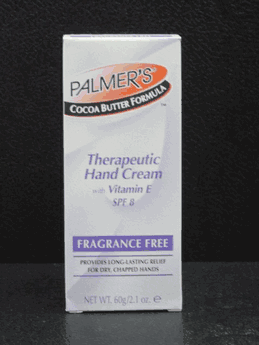 PALMER'S
COCOA BUTTER FORMULA
Therapeutic
Hand Cream
with Vitamin E
SPF 8
FRAGRANCE FREE
PROVIDES LONG-LASTING RELIEF
FOR DRY, CHAPPED HANDS
NET WT. 60g/2.1 oz. ℮